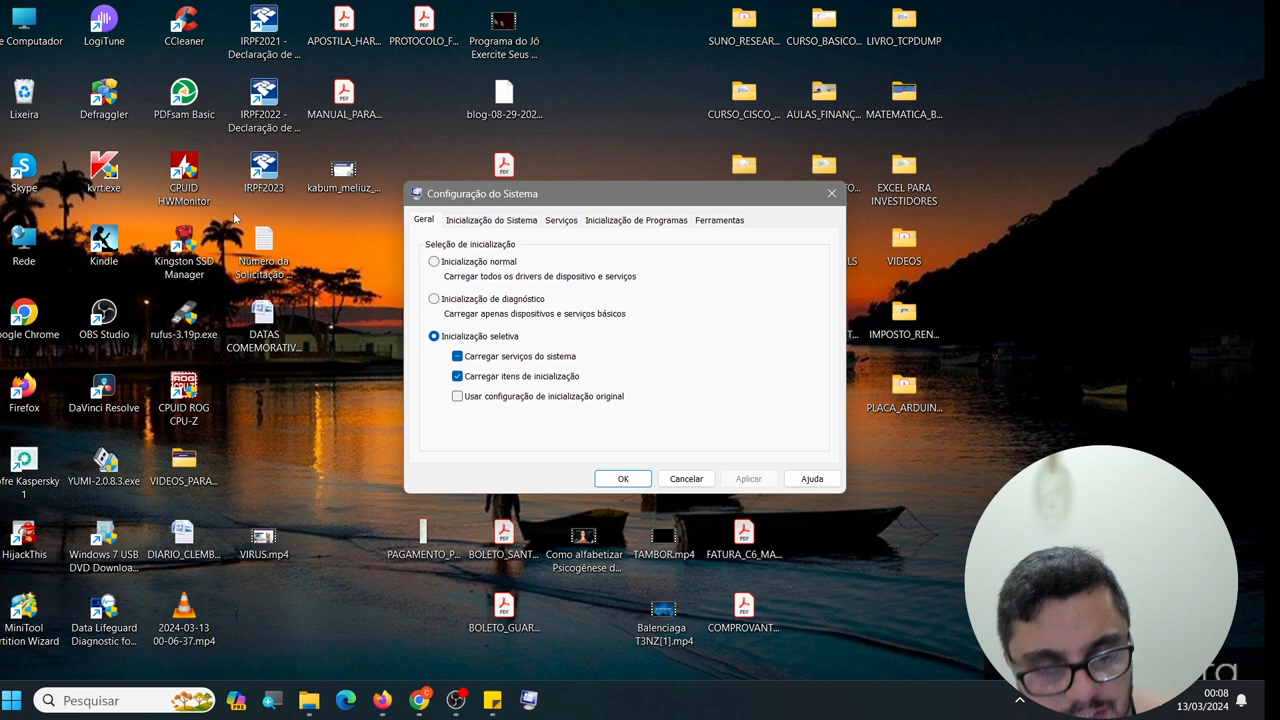 e Computador
LogiTune
CCleaner
IRPF2021 -
Declaração de ...
APOSTILA_HAR...
PROTOCOLO_F...
Programa do Jô
Exercite Seus ...
SUNO_RESEAR...
CURSO_BASICO...
LIVRO_TCPDUMP
Lixeira
Defraggler
PDFsam Basic
IRPF2022 -
Declaração de ...
MANUAL_PARA...
blog-08-29-202...
CURSO_CISCO_...
AULAS_FINANÇ...
MATEMATICA_B...
Skype
kvrt.exe
CPUID
HWMonitor
IRPF2023
kabum_meliuz_...
EXCEL PARA
INVESTIDORES
Rede
Kindle
Kingston SSD
Manager
Número da
Solicitação ...
VIDEOS
oogle Chrome
OBS Studio
rufus-3.19p.exe
DATAS
COMEMORATIV...
IMPOSTO_REN...
Firefox
DaVinci Resolve
CPUID ROG
CPU-Z
PLACA_ARDUIN...
ofre Kaspersky
1
YUMI-2.0.8.3.exe
VIDEOS_PARA...
HijackThis
Windows 7 USB
DVD Downloa...
DIARIO_CLEMB...
VIRUS.mp4
PAGAMENTO_P...
BOLETO_SANT...
Como alfabetizar
Psicogênese d...
TAMBOR.mp4
FATURA_C6_MA...
MiniTool
rtition Wizard
Data Lifeguard
Diagnostic fo...
2024-03-13
00-06-37.mp4
BOLETO_GUAR...
Balenciaga
T3NZ[1].mp4
COMPROVANT...
Configuração do Sistema
Geral
Inicialização do Sistema
Serviços
Inicialização de Programas
Ferramentas
Seleção de inicialização
Inicialização normal
Carregar todos os drivers de dispositivo e serviços
Inicialização de diagnóstico
Carregar apenas dispositivos e serviços básicos
Inicialização seletiva
Carregar serviços do sistema
Carregar itens de inicialização
Usar configuração de inicialização original
OK
Cancelar
Aplicar
Ajuda
Pesquisar
00:08
13/03/2024